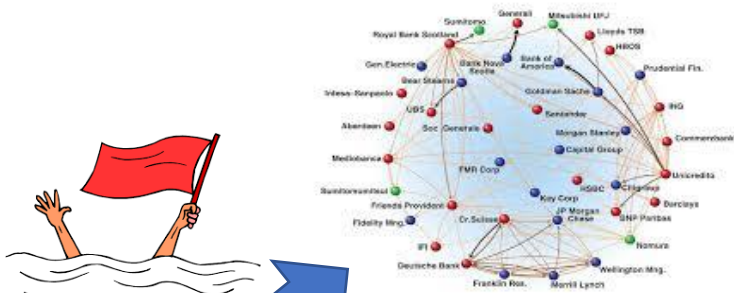 Generali
Sumitomo
Mitsubishi UFJ
Royal Bank Scotland
Lloyds TSB
HBOS
Gen.Electric
Bank Nova
Scotia
Bank of
America
Prudential Fin.
Bear Stearns
Goldman Sachs
Intesa-Sanpaolo
UBS
Santander
ING
Aberdeen
Soc. Generale
Morgan Stanley
Commerzbank
Mediobanca
Capital Group
FMR Corp
Unicredito
HSBC
Citigroup
Key Corp
Friends Provident
Barclays
JP Morgan
Chase
BNP Paribas
Fidelity Mng.
Cr.Suisse
Nomura
IFI
Deutsche Bank
Wellington Mng.
Franklin Res.
Merrill Lynch